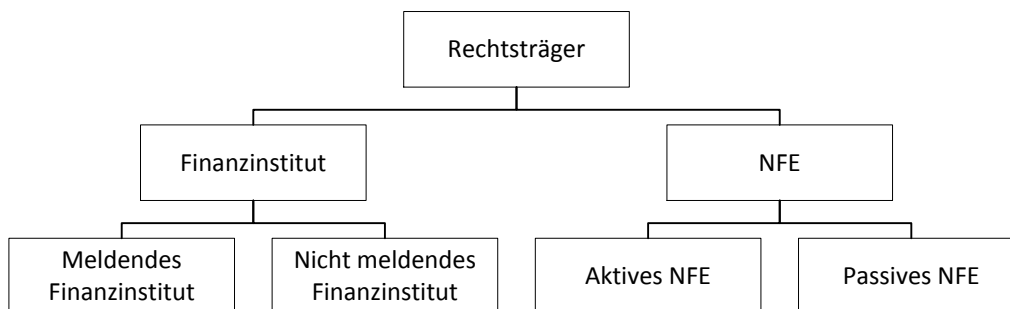 Rechtsträger
Finanzinstitut
NFE
Meldendes
Finanzinstitut
Nicht meldendes
Finanzinstitut
Aktives NFE
Passives NFE